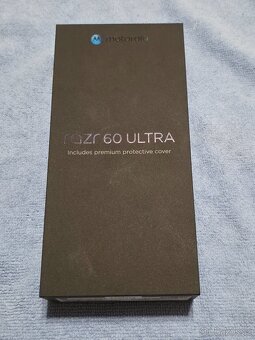 motorola
razr 60 ULTRA
Includes premium protective cover